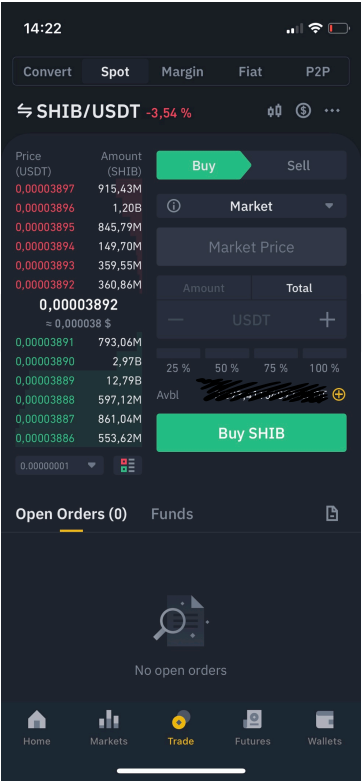 14:22
Convert Spot Margin Fiat P2P
SHIB/USDT -3,54 %
Price (USDT) Amount (SHIB)
Buy Sell
0,00003897 915,43M
0,00003896 1,20B
Market
0,00003895 845,79M
0,00003894 149,70M
Market Price
0,00003893 359,55M
0,00003892 360,86M
Amount Total
0,00003892
≈ 0,000038 $
USDT
0,00003891 793,06M
0,00003890 2,97B
25 % 50 % 75 % 100 %
0,00003889 12,79B
0,00003888 597,12M
Avbl
0,00003887 861,04M
0,00003886 553,62M
Buy SHIB
0.00000001
Open Orders (0) Funds
No open orders
Home Markets Trade Futures Wallets